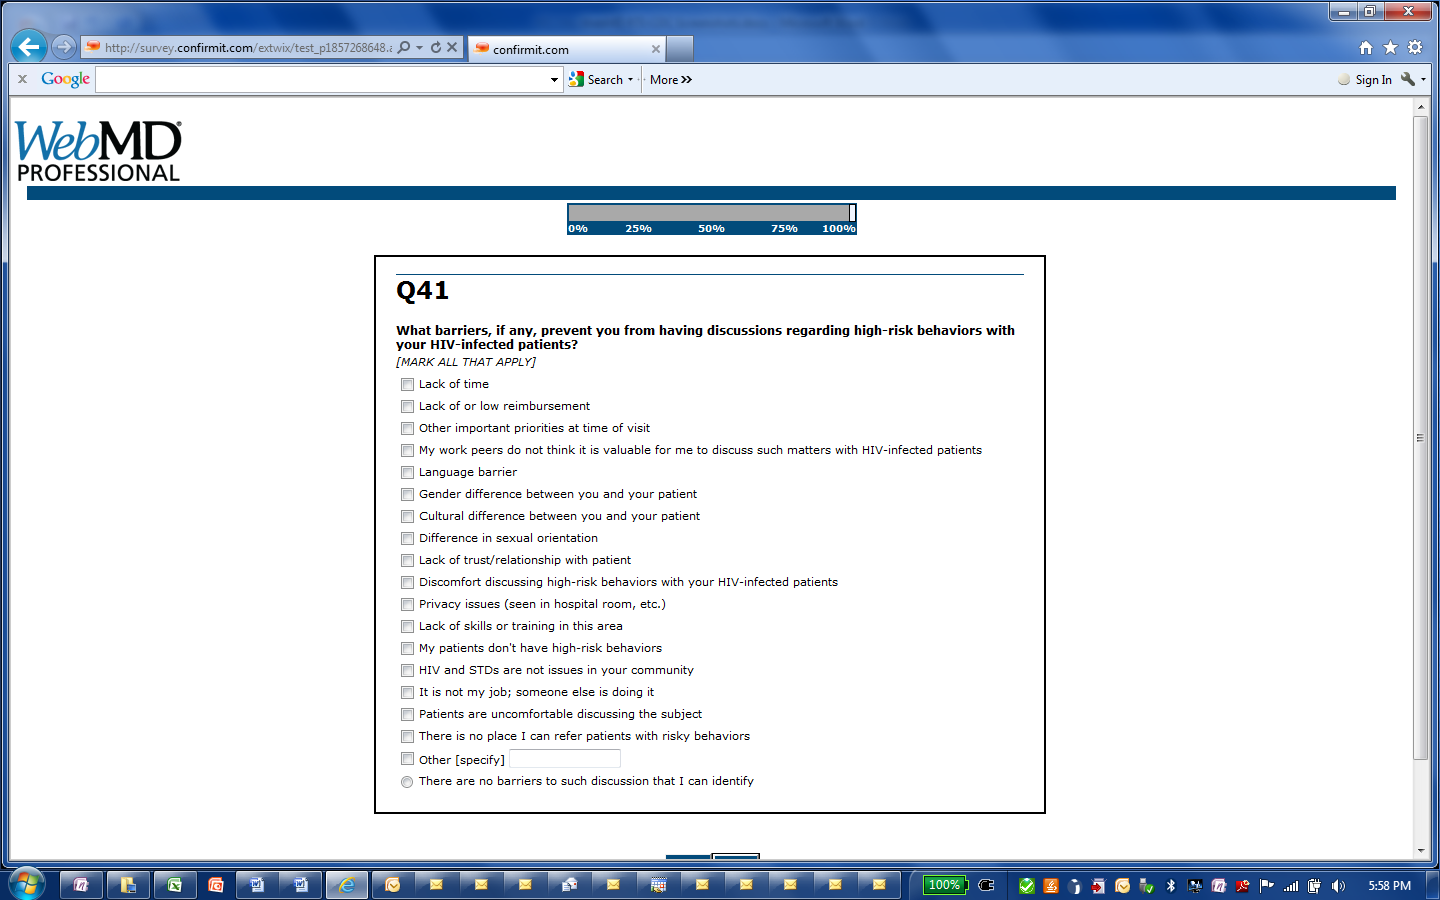 http://survey.confirmit.com/extwix/test_p1857268648.a
confirmit.com
Google
Search
More »
Sign In
WebMD®
PROFESSIONAL
0% 25% 50% 75% 100%
Q41
What barriers, if any, prevent you from having discussions regarding high-risk behaviors with
your HIV-infected patients?
[MARK ALL THAT APPLY]
Lack of time
Lack of or low reimbursement
Other important priorities at time of visit
My work peers do not think it is valuable for me to discuss such matters with HIV-infected patients
Language barrier
Gender difference between you and your patient
Cultural difference between you and your patient
Difference in sexual orientation
Lack of trust/relationship with patient
Discomfort discussing high-risk behaviors with your HIV-infected patients
Privacy issues (seen in hospital room, etc.)
Lack of skills or training in this area
My patients don't have high-risk behaviors
HIV and STDs are not issues in your community
It is not my job; someone else is doing it
Patients are uncomfortable discussing the subject
There is no place I can refer patients with risky behaviors
Other [specify]
There are no barriers to such discussion that I can identify
100%
5:58 PM